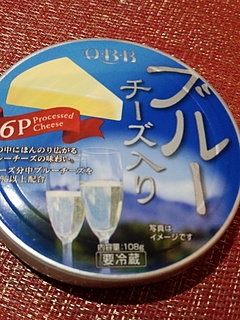 Q·B·B
ブルー
チーズ入り
6P Processed
Cheese
の中にほんのり広がる
ルーチーズの味わい。
ーズ分中ブルーチーズを
%以上配合
写真は
イメージです
内容量:108g
要冷蔵